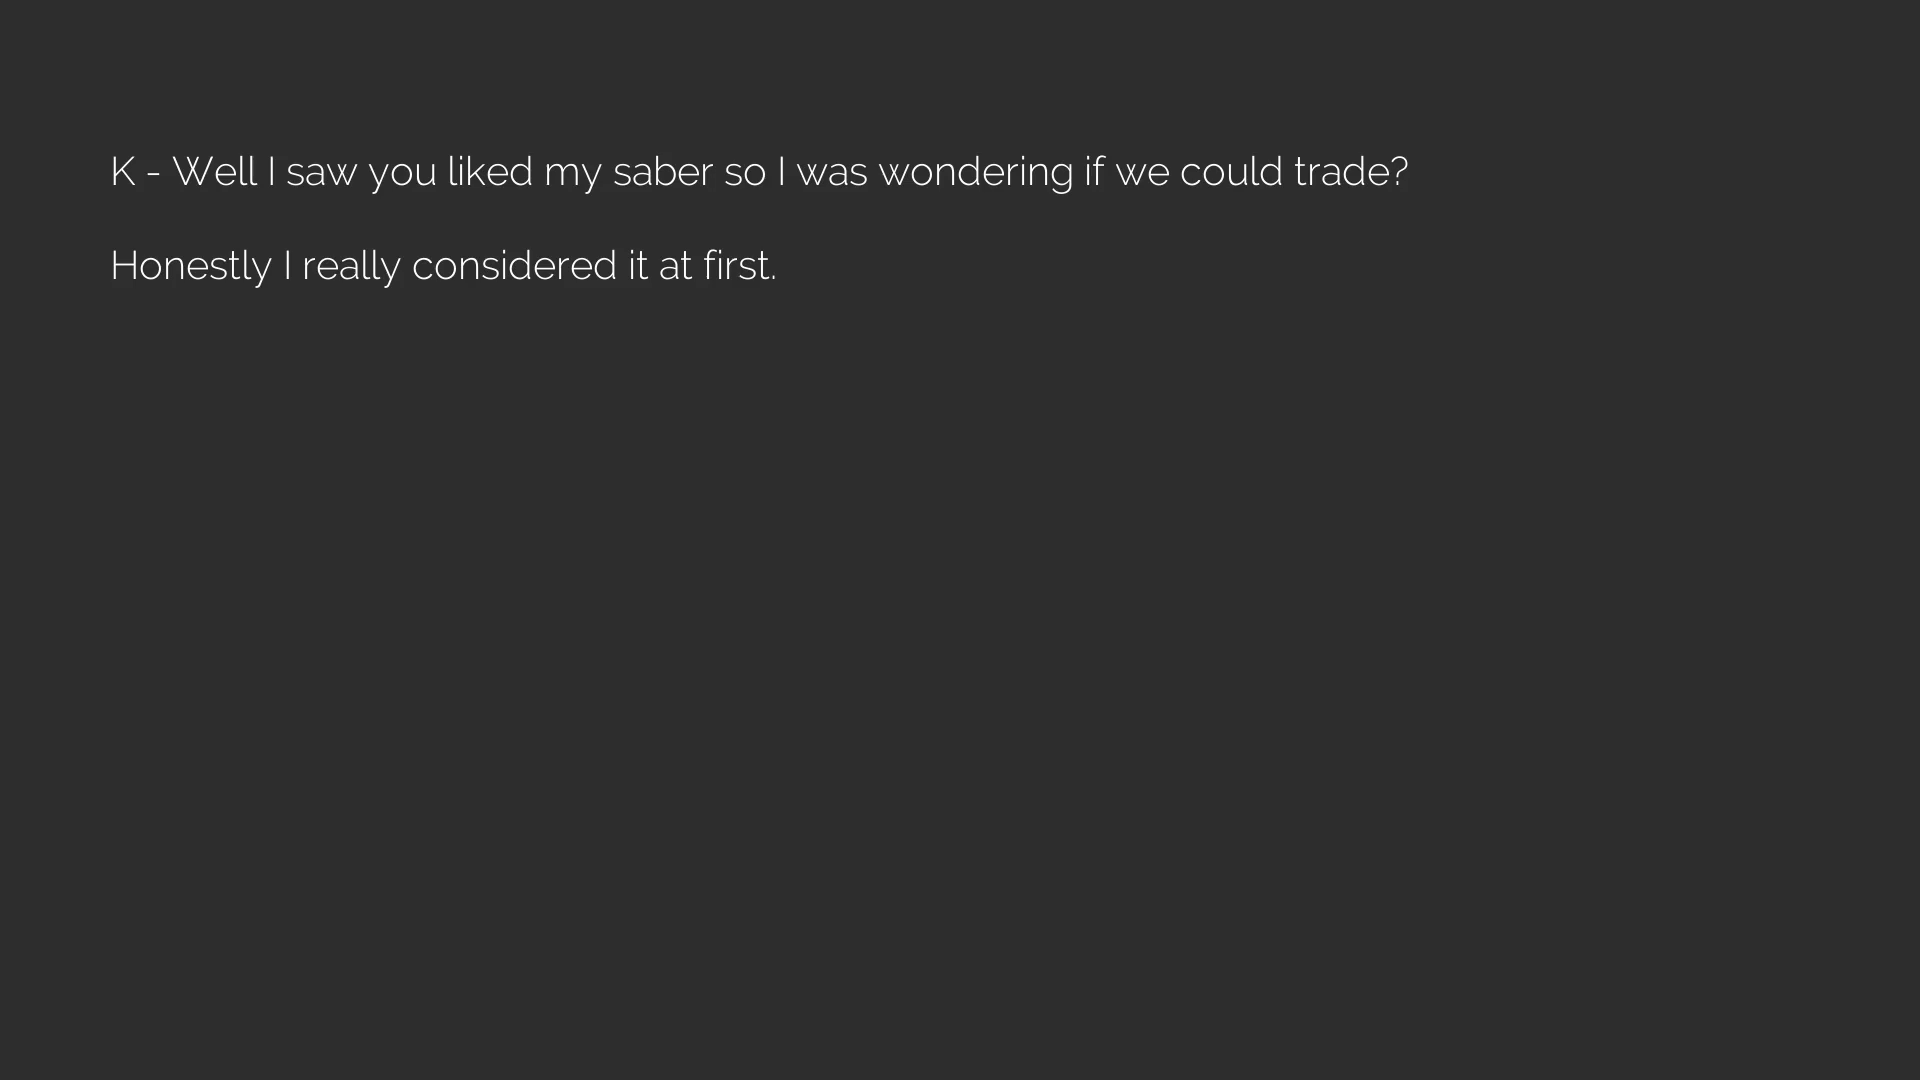 K - Well I saw you liked my saber so I was wondering if we could trade?
Honestly I really considered it at first.